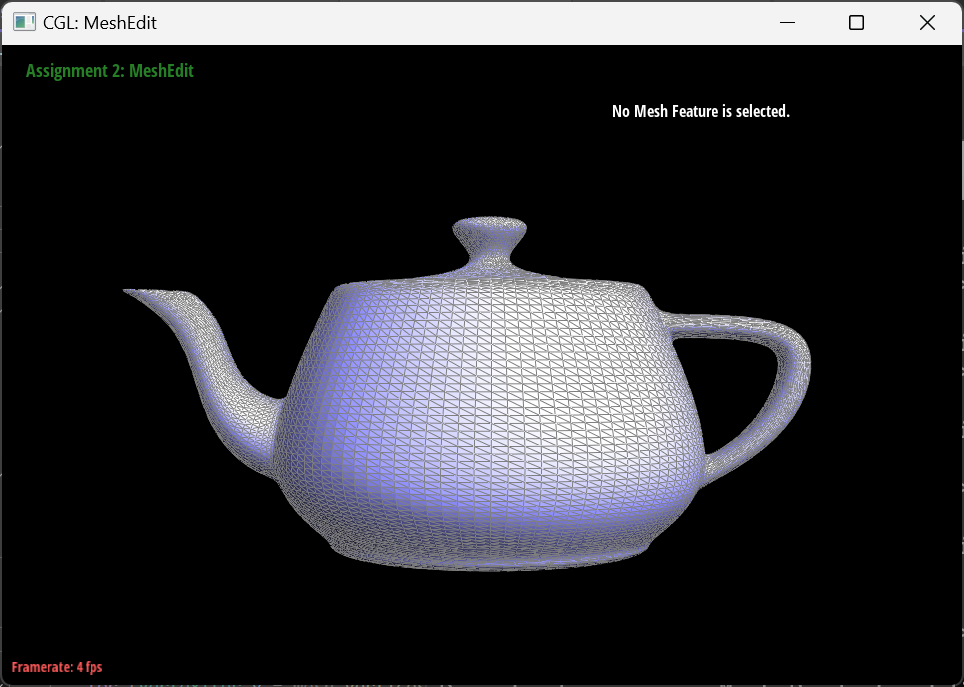 CGL: MeshEdit
Assignment 2: MeshEdit
No Mesh Feature is selected.
Framerate: 4 fps